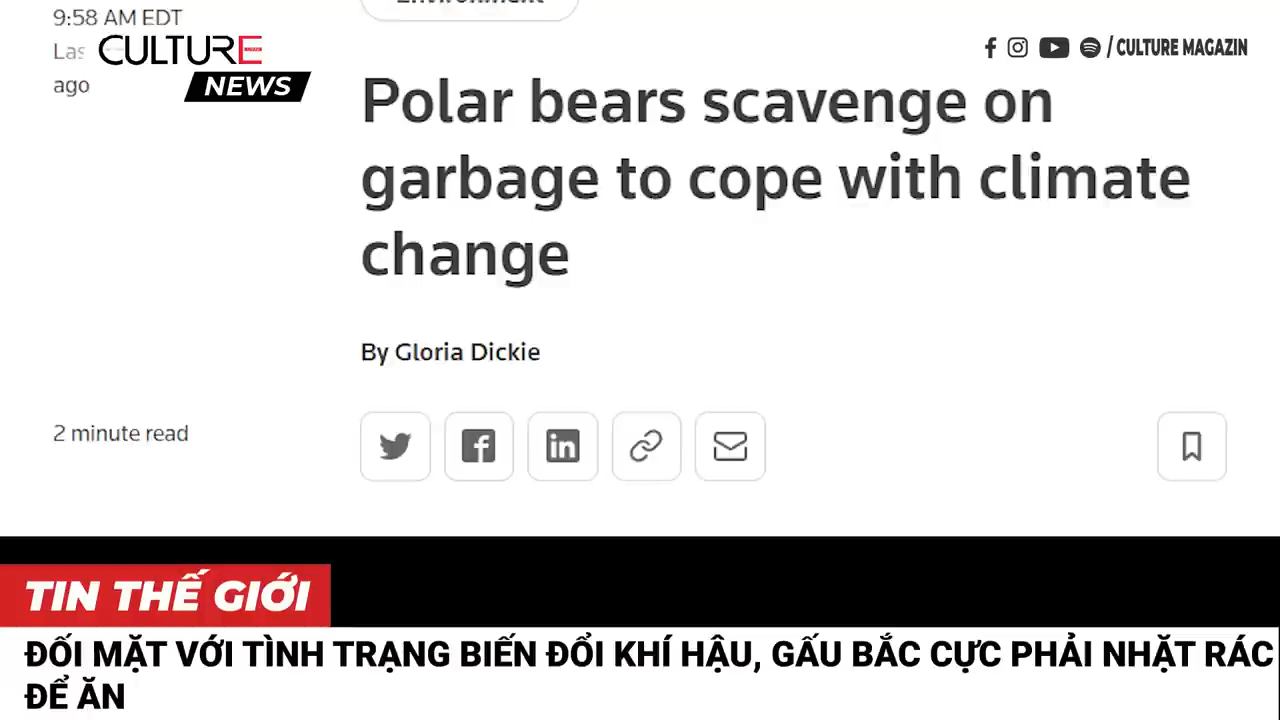 9:58 AM EDT
Las
ago
CULTURE
NEWS
/ CULTURE MAGAZIN
Environment
Polar bears scavenge on
garbage to cope with climate
change
By Gloria Dickie
2 minute read
TIN THẾ GIỚI
ĐỐI MẶT VỚI TÌNH TRẠNG BIẾN ĐỔI KHÍ HẬU, GẤU BẮC CỰC PHẢI NHẶT RÁC
ĐỂ ĂN